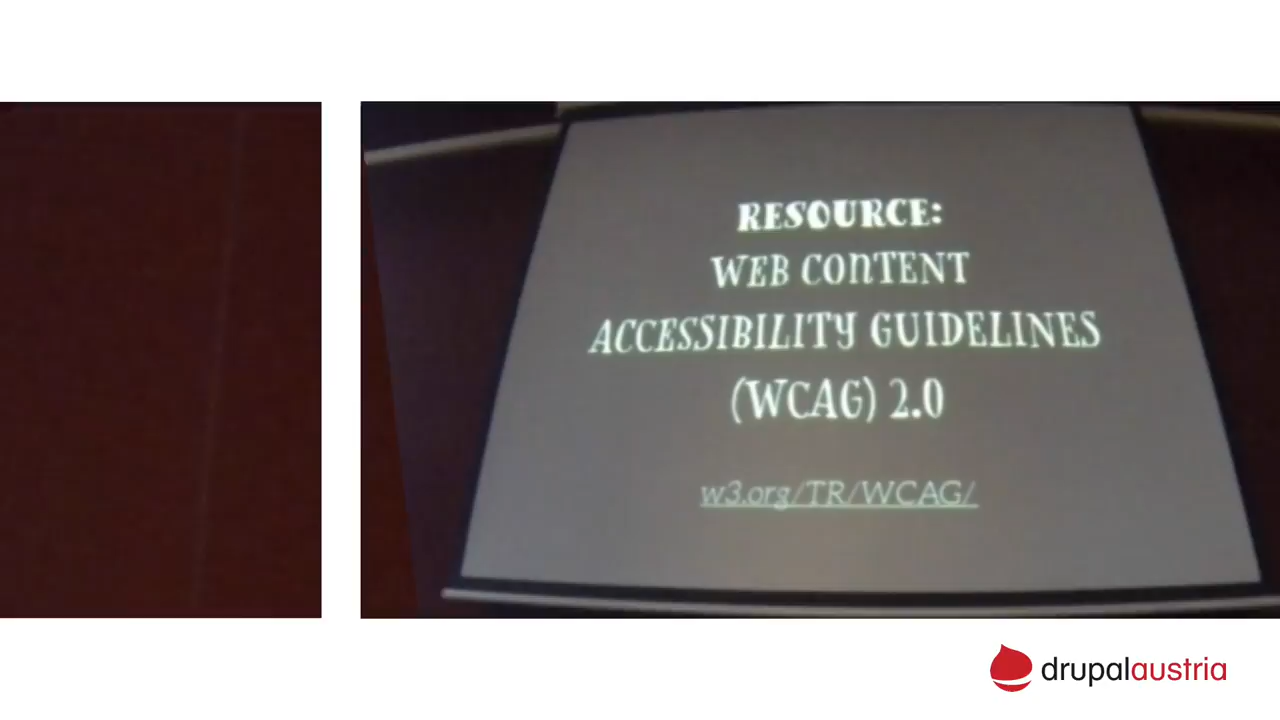 RESOURCE:
WEB CONTENT
ACCESSIBILITY GUIDELINES
(WCAG) 2.0
w3.org/TR/WCAG/
drupalaustria